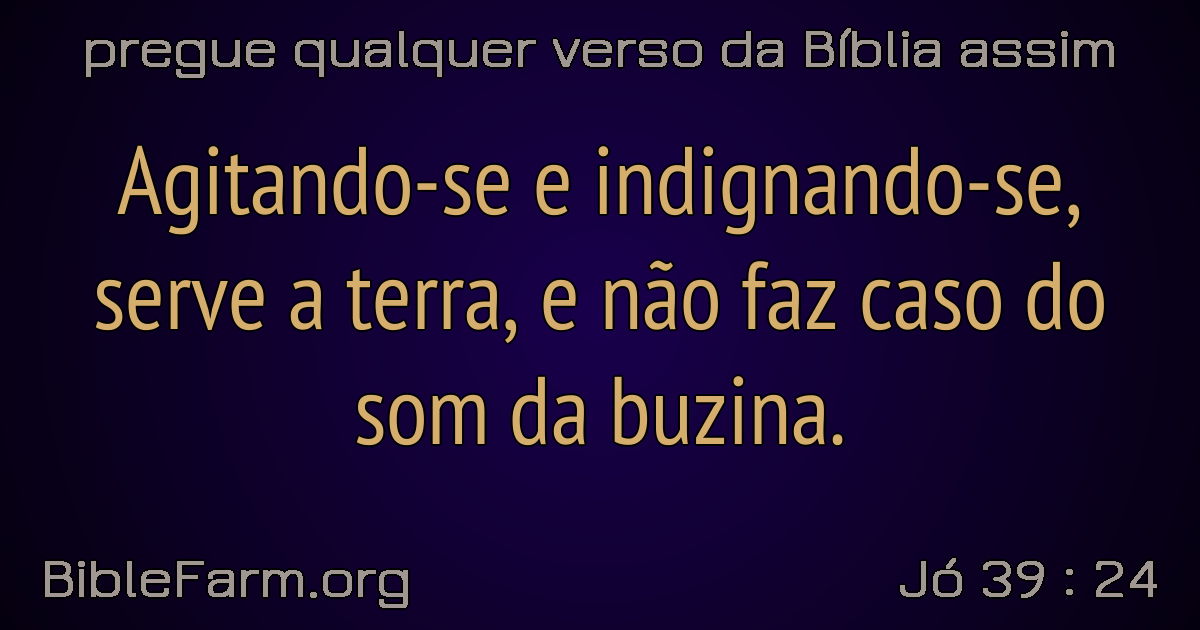 pregue qualquer verso da Bíblia assim
Agitando-se e indignando-se,
serve a terra, e não faz caso do
som da buzina.
BibleFarm.org
Jó 39 : 24